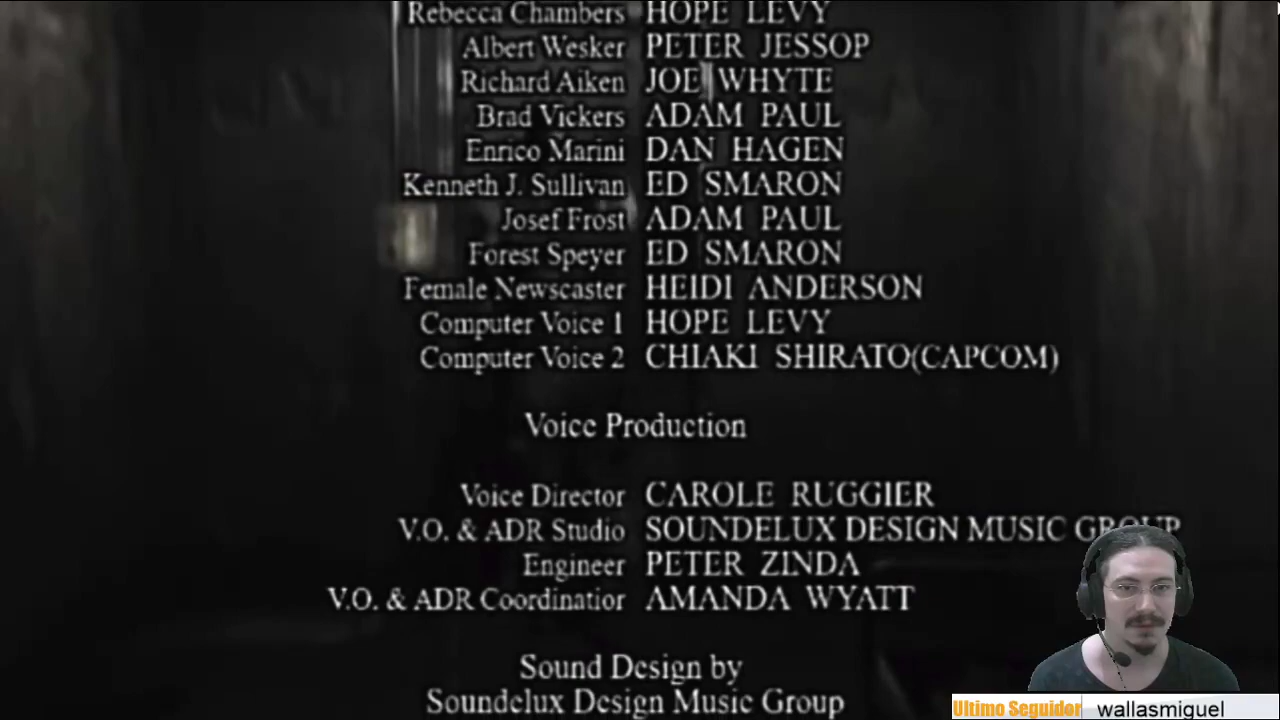 Rebecca Chambers HOPE LEVY
Albert Wesker PETER JESSOP
Richard Aiken JOE WHYTE
Brad Vickers ADAM PAUL
Enrico Marini DAN HAGEN
Kenneth J. Sullivan ED SMARON
Josef Frost ADAM PAUL
Forest Speyer ED SMARON
Female Newscaster HEIDI ANDERSON
Computer Voice 1 HOPE LEVY
Computer Voice 2 CHIAKI SHIRATO(CAPCOM)
Voice Production
Voice Director CAROLE RUGGIER
V.O. & ADR Studio SOUNDELUX DESIGN MUSIC GROUP
Engineer PETER ZINDA
V.O. & ADR Coordinatior AMANDA WYATT
Sound Design by
Soundelux Design Music Group
Ultimo Seguidor wallasmiguel